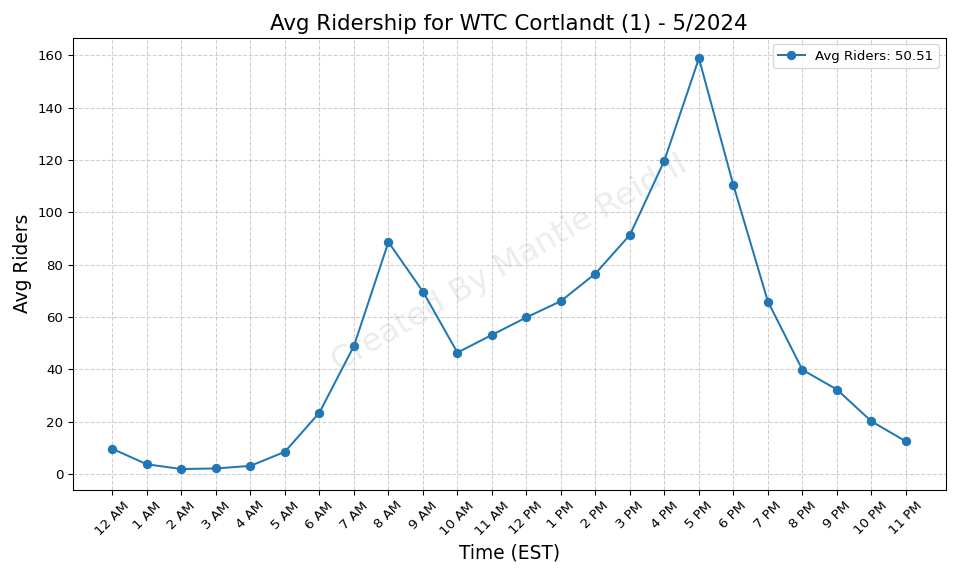 Avg Ridership for WTC Cortlandt (1) - 5/2024
Avg Riders: 50.51
160
140
120
100
80
60
40
20
0
Avg Riders
12 AM
1 AM
2 AM
3 AM
4 AM
5 AM
6 AM
7 AM
8 AM
9 AM
10 AM
11 AM
12 PM
1 PM
2 PM
3 PM
4 PM
5 PM
6 PM
7 PM
8 PM
9 PM
10 PM
11 PM
Time (EST)
Created By Mantle Reid II